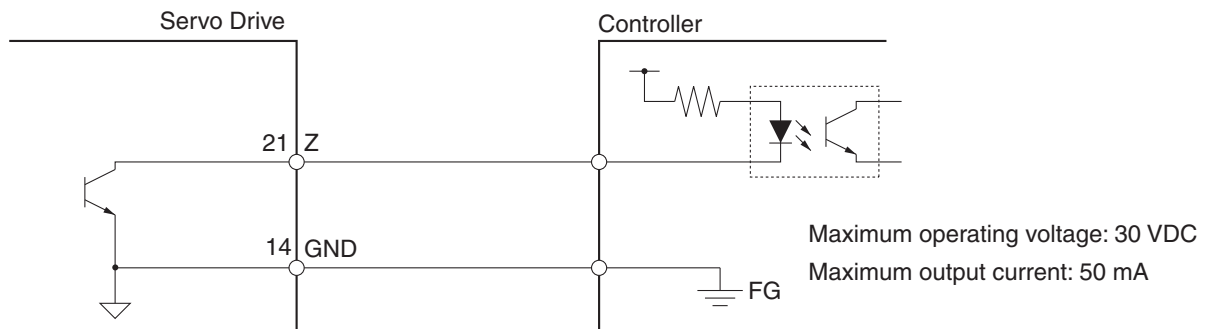 Servo Drive
Controller
21 Z
14 GND
Maximum operating voltage: 30 VDC
Maximum output current: 50 mA
FG